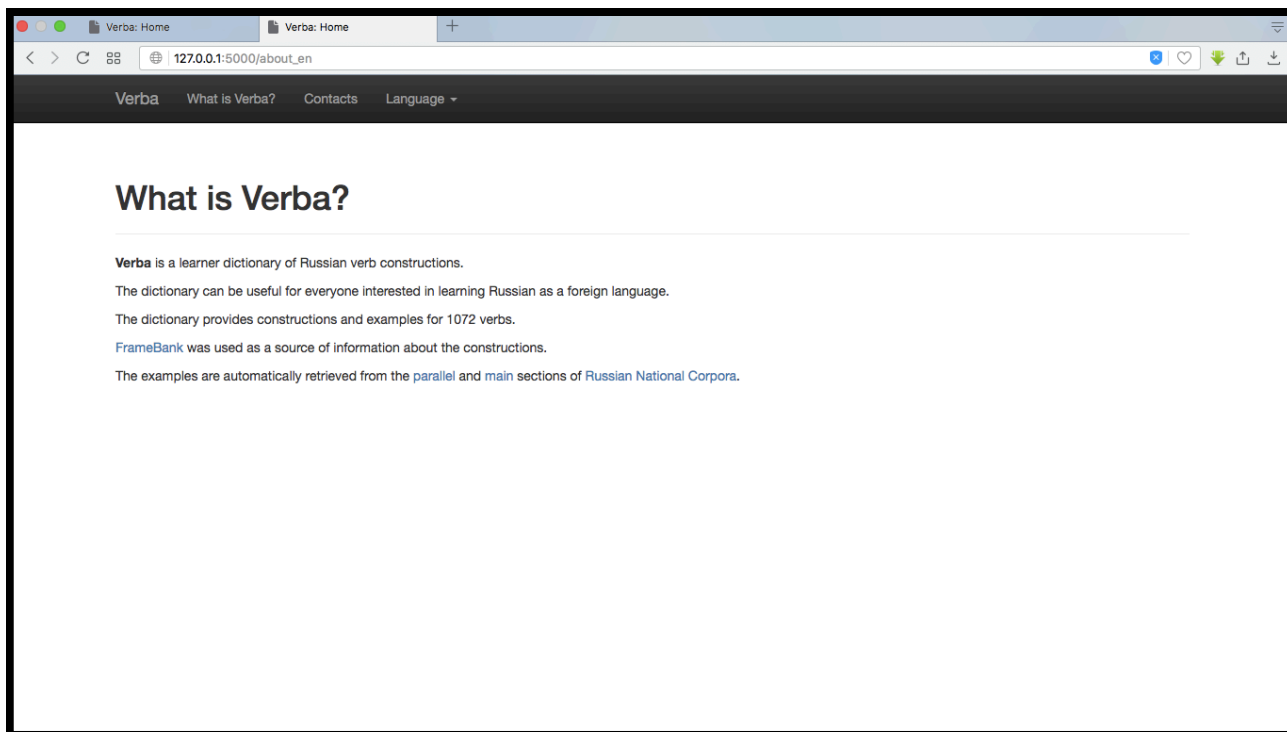 Verba: Home Verba: Home
127.0.0.1:5000/about_en
Verba What is Verba? Contacts Language
What is Verba?
Verba is a learner dictionary of Russian verb constructions.
The dictionary can be useful for everyone interested in learning Russian as a foreign language.
The dictionary provides constructions and examples for 1072 verbs.
FrameBank was used as a source of information about the constructions.
The examples are automatically retrieved from the parallel and main sections of Russian National Corpora.